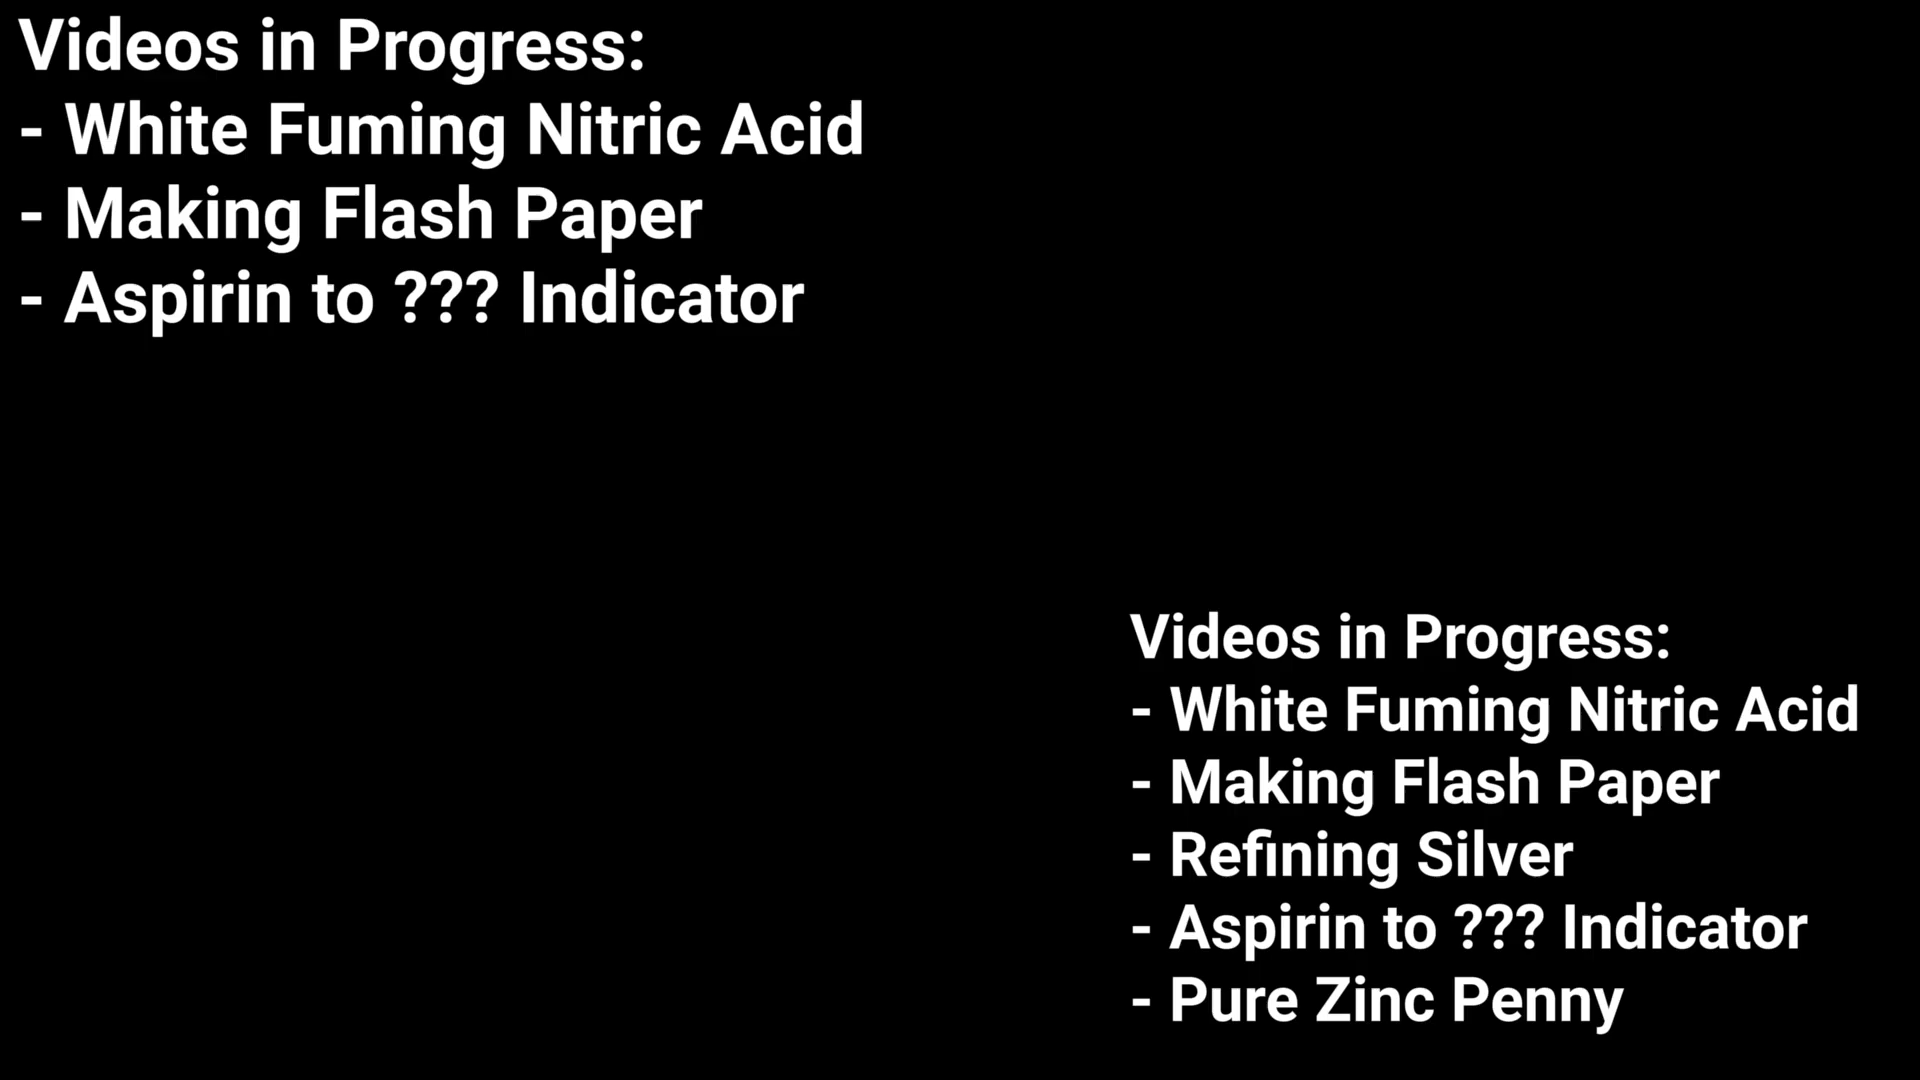 Videos in Progress:
- White Fuming Nitric Acid
- Making Flash Paper
- Aspirin to ??? Indicator
Videos in Progress:
- White Fuming Nitric Acid
- Making Flash Paper
- Refining Silver
- Aspirin to ??? Indicator
- Pure Zinc Penny